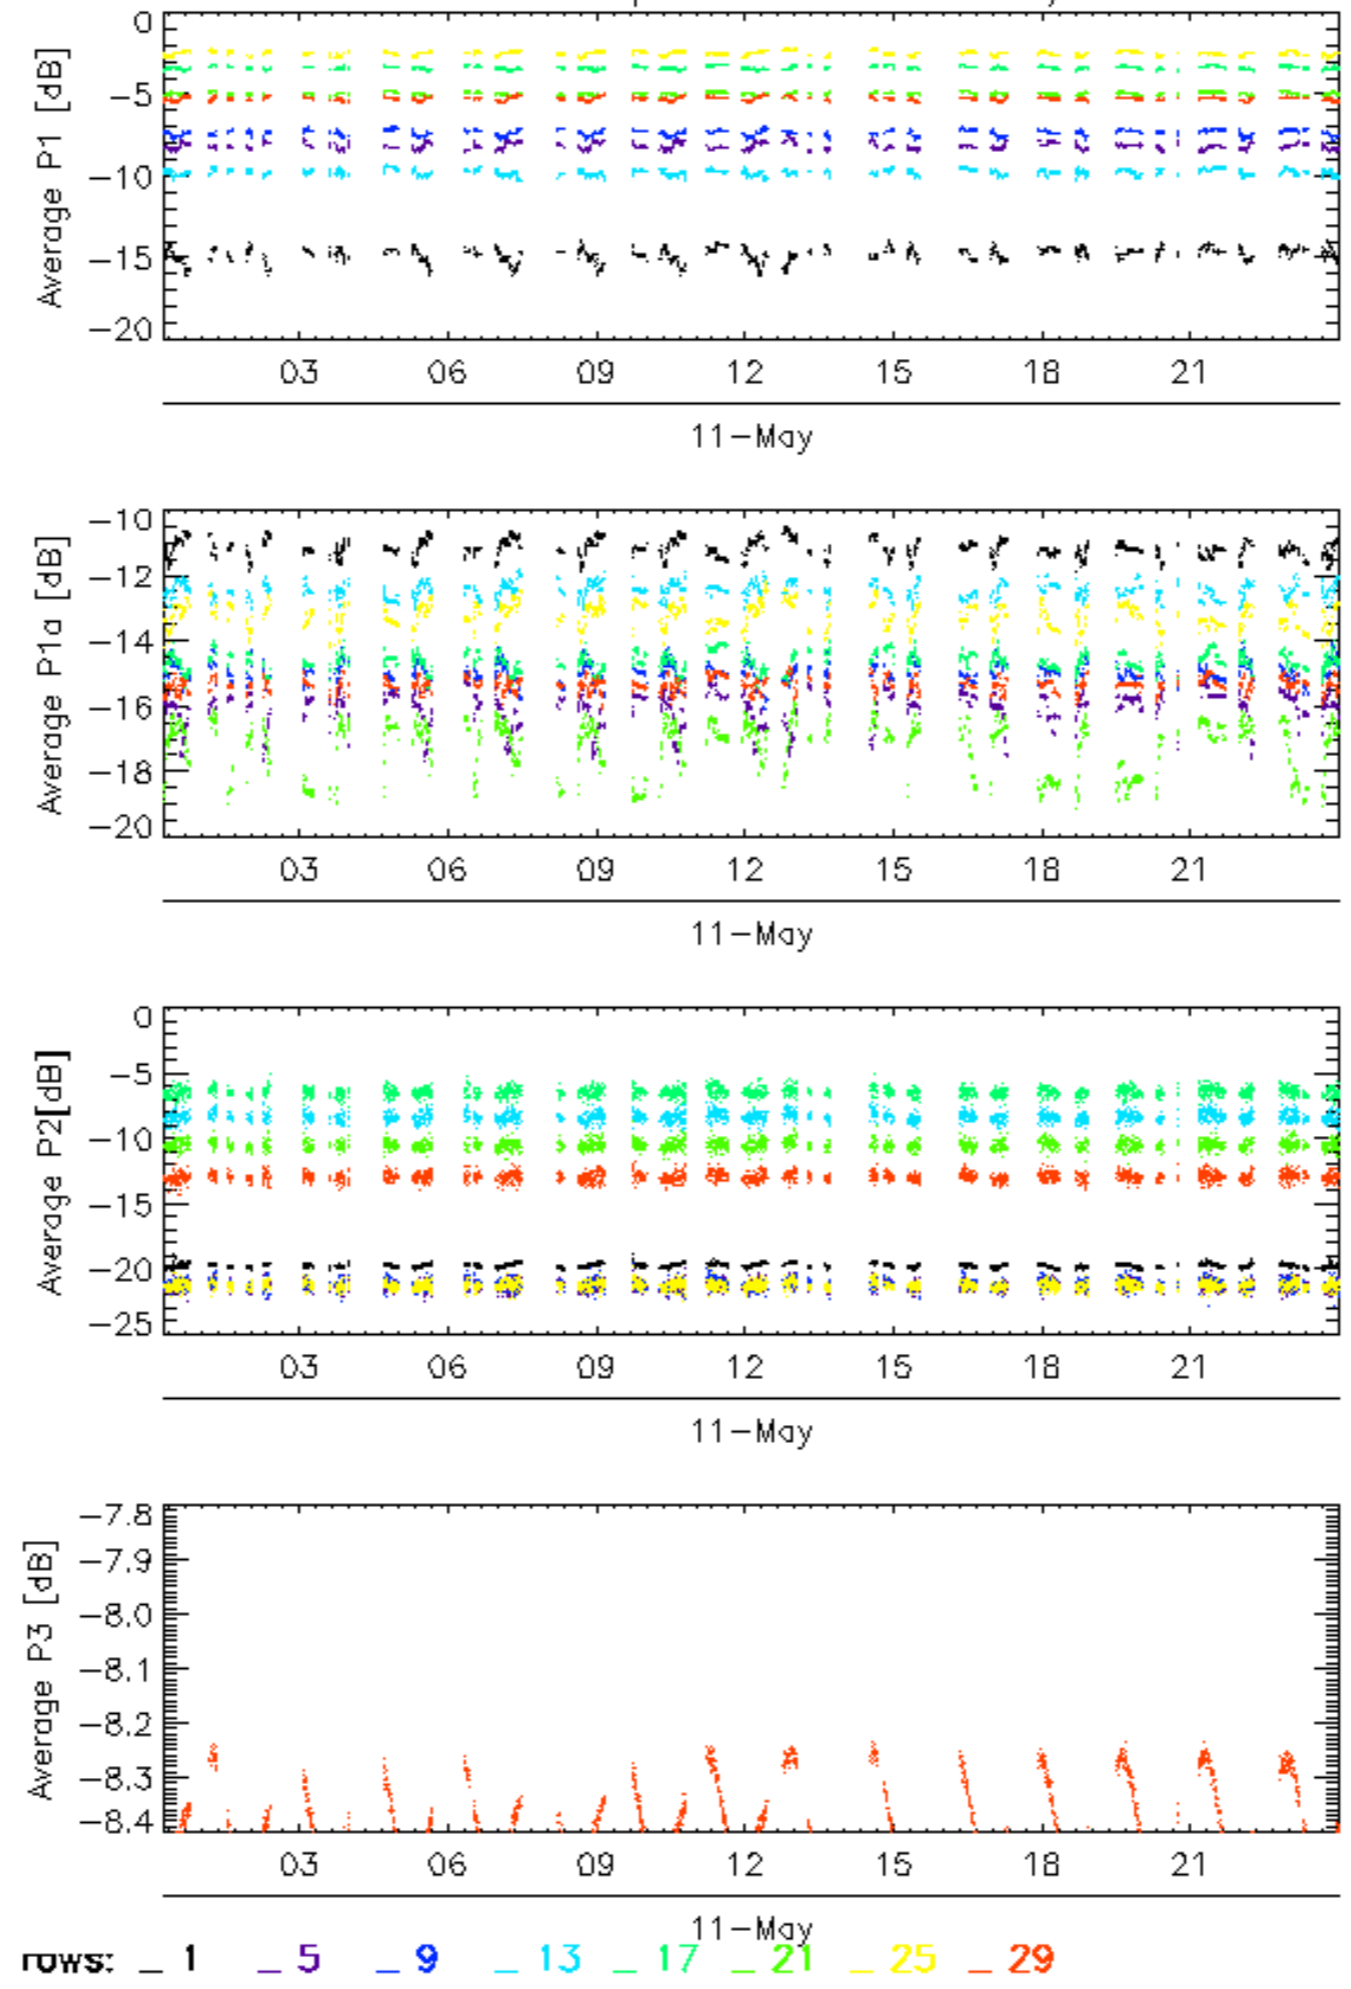 Average P1 [dB]
0
−5
−10
−15
−20
03 06 09 12 15 18 21
11−May
Average P1a [dB]
−10
−12
−14
−16
−18
−20
03 06 09 12 15 18 21
11−May
Average P2[dB]
0
−5
−10
−15
−20
−25
03 06 09 12 15 18 21
11−May
Average P3 [dB]
−7.8
−7.9
−8.0
−8.1
−8.2
−8.3
−8.4
03 06 09 12 15 18 21
11−May
rows: _ 1 _ 5 _ 9 _ 13 _ 17 _ 21 _ 25 _ 29